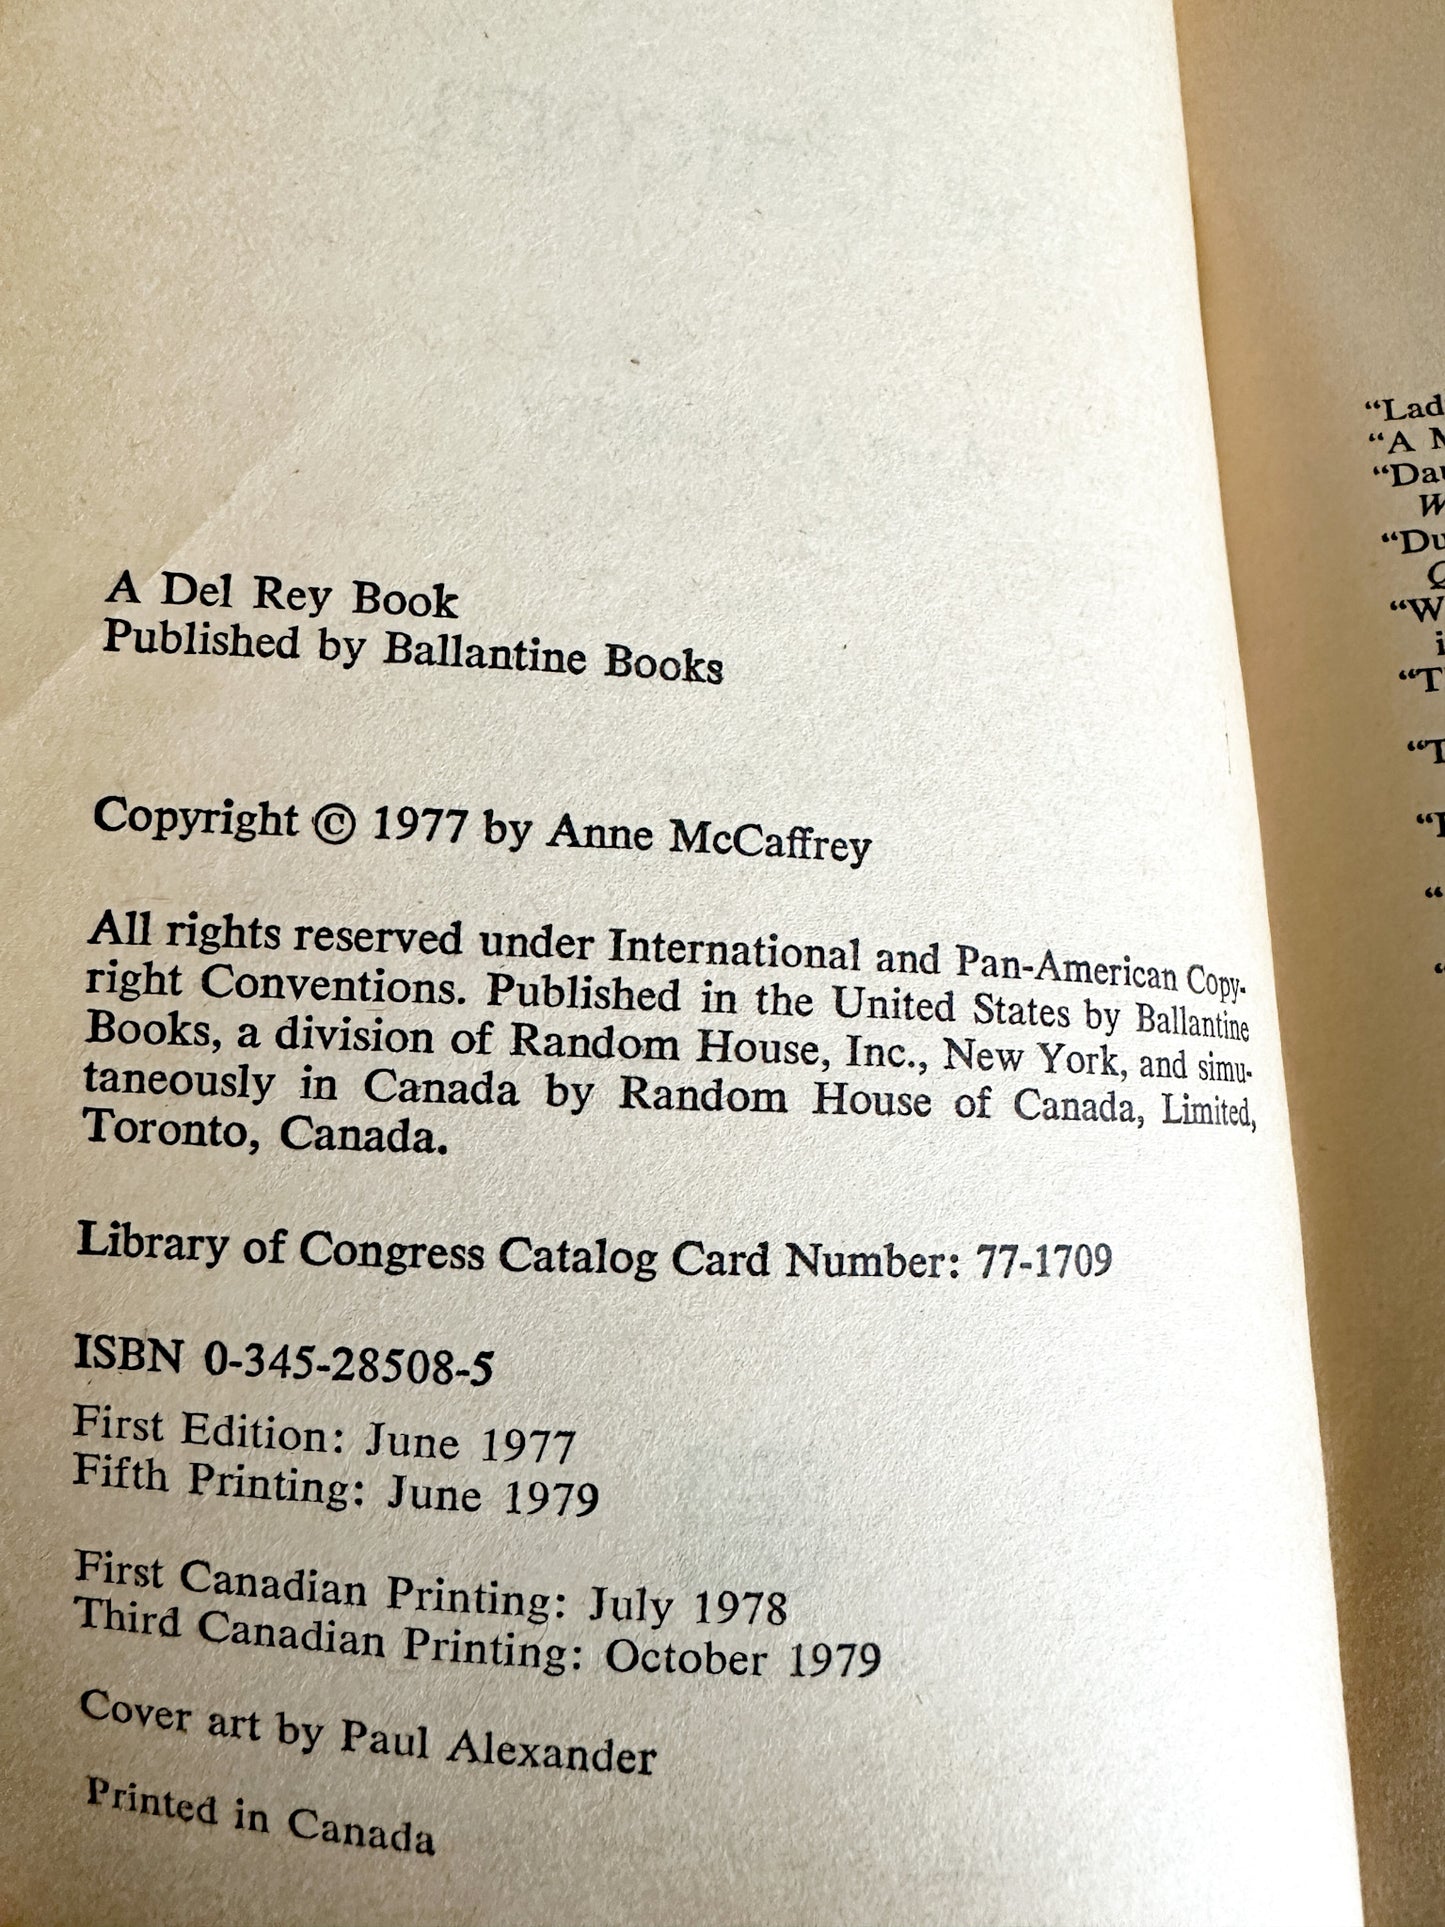 A Del Rey Book
Published by Ballantine Books
Copyright © 1977 by Anne McCaffrey
All rights reserved under International and Pan-American Copy-
right Conventions. Published in the United States by Ballantine
Books, a division of Random House, Inc., New York, and simu-
taneously in Canada by Random House of Canada, Limited,
Toronto, Canada.
Library of Congress Catalog Card Number: 77-1709
ISBN 0-345-28508-5
First Edition: June 1977
Fifth Printing: June 1979
First Canadian Printing: July 1978
Third Canadian Printing: October 1979
Cover art by Paul Alexander
Printed in Canada
"Lad
"A